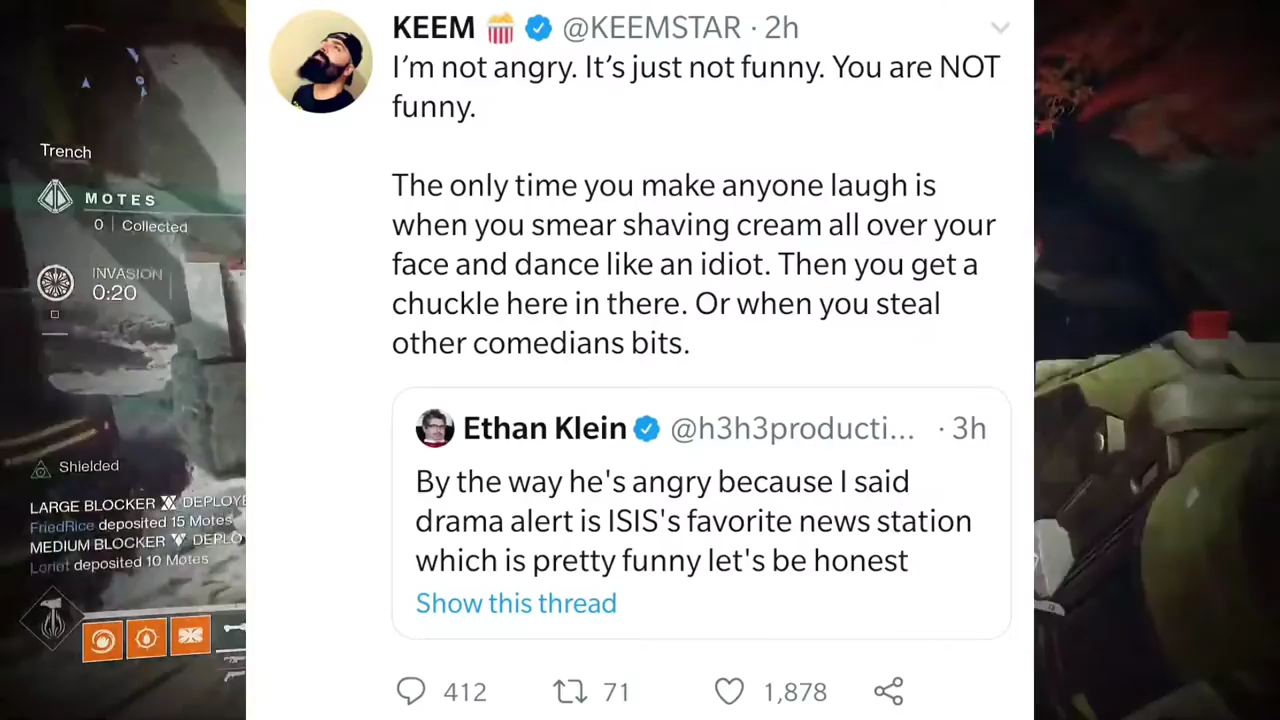 KEEM 🍿 @KEEMSTAR · 2h
I’m not angry. It’s just not funny. You are NOT
funny.
The only time you make anyone laugh is
when you smear shaving cream all over your
face and dance like an idiot. Then you get a
chuckle here in there. Or when you steal
other comedians bits.
Ethan Klein @h3h3producti... · 3h
By the way he's angry because I said
drama alert is ISIS's favorite news station
which is pretty funny let's be honest
Show this thread
412 71 1,878
Trench
MOTES
0 | Collected
INVASION
0:20
Shielded
LARGE BLOCKER DEPLOYE
FriedRice deposited 15 Motes
MEDIUM BLOCKER DEPLO
Loriet deposited 10 Motes